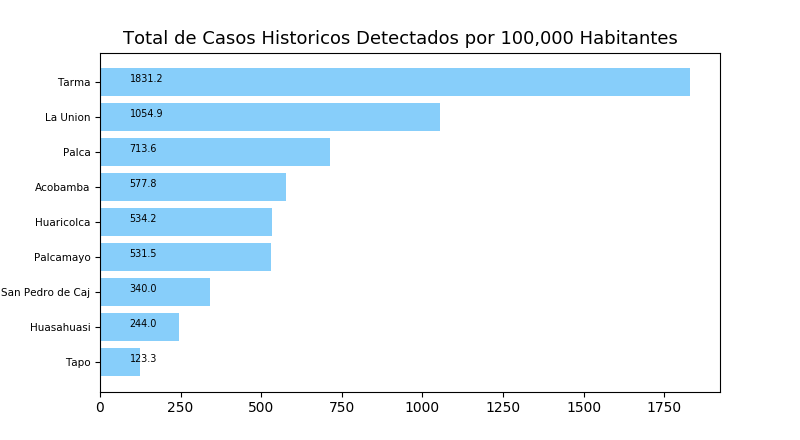 Total de Casos Historicos Detectados por 100,000 Habitantes
Tarma 1831.2
La Union 1054.9
Palca 713.6
Acobamba 577.8
Huaricolca 534.2
Palcamayo 531.5
San Pedro de Caj 340.0
Huasahuasi 244.0
Tapo 123.3
0 250 500 750 1000 1250 1500 1750